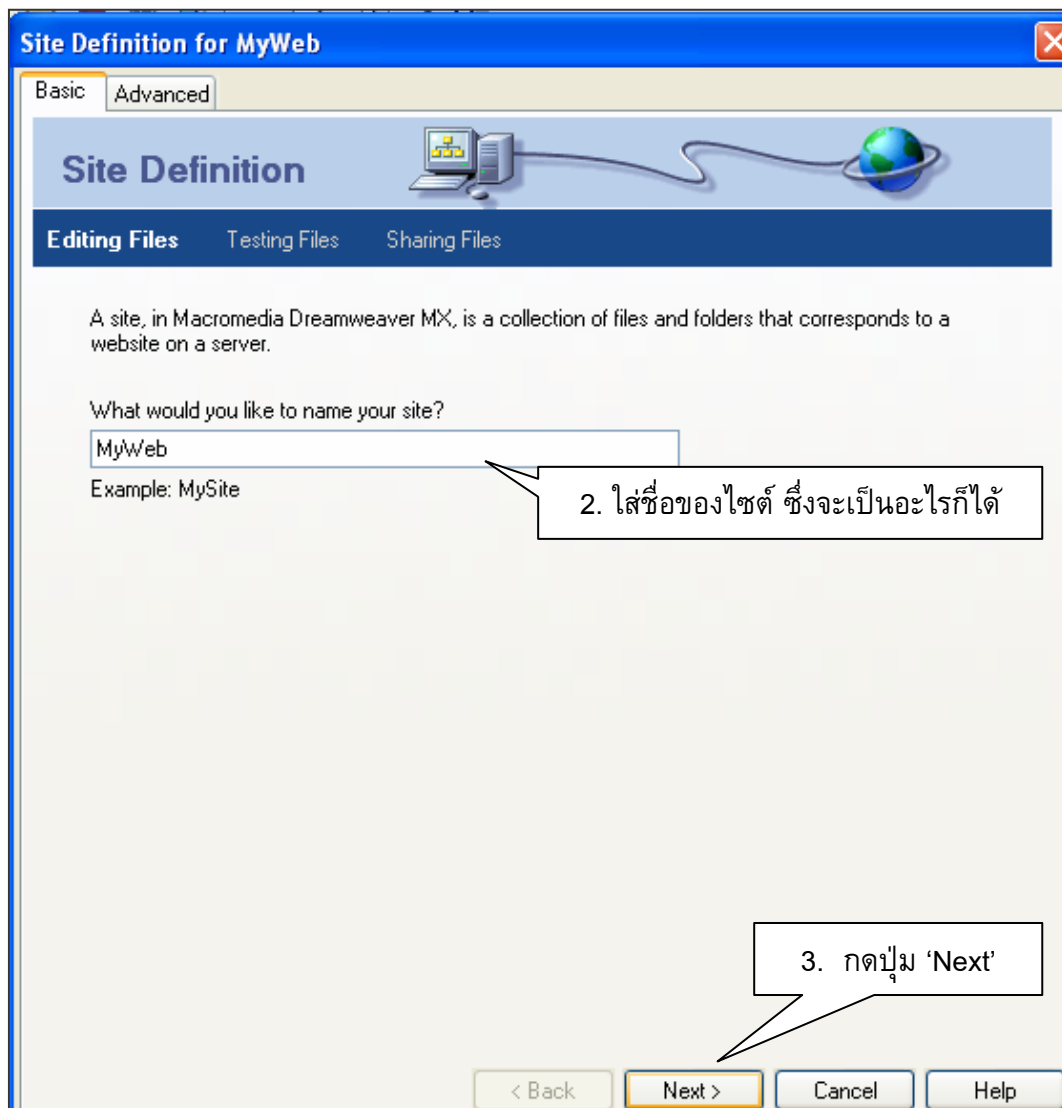 Site Definition for MyWeb
Basic Advanced
Site Definition
Editing Files Testing Files Sharing Files
A site, in Macromedia Dreamweaver MX, is a collection of files and folders that corresponds to a
website on a server.
What would you like to name your site?
MyWeb
Example: MySite
2. ใส่ชื่อของไซต์ ซึ่งจะเป็นอะไรก็ได้
3. กดปุ่ม ‘Next’
< Back Next > Cancel Help